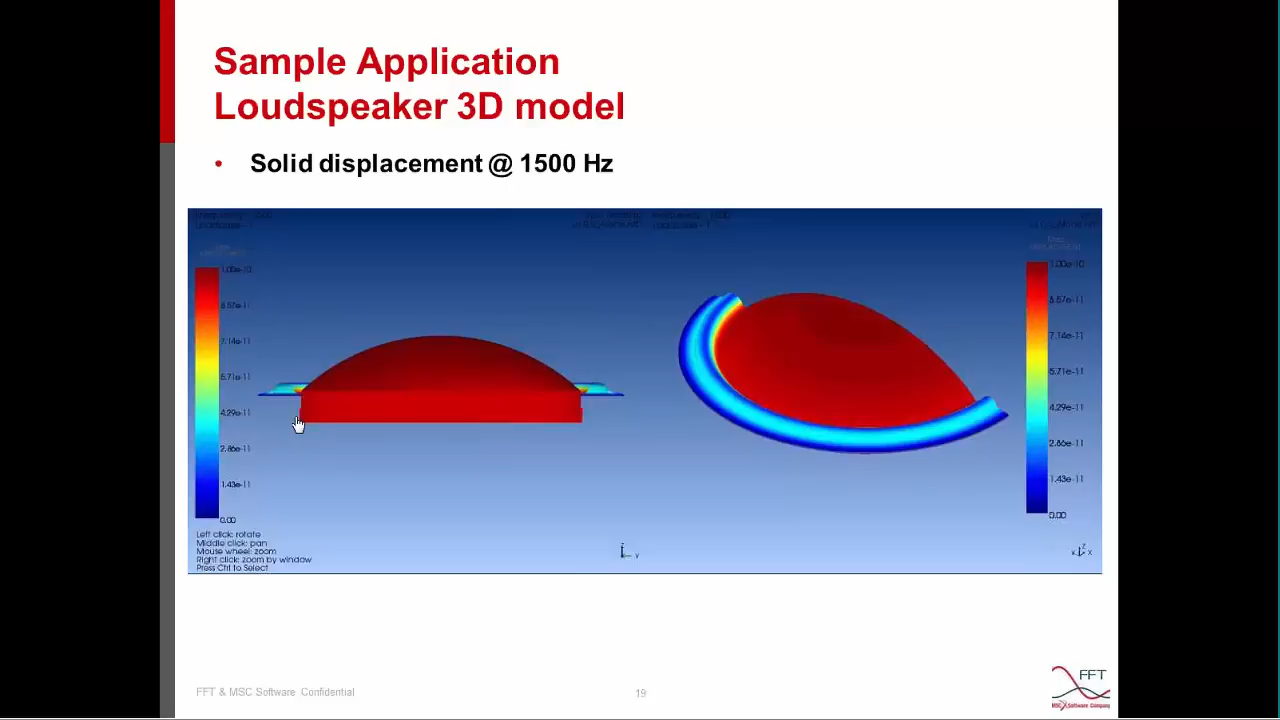 Sample Application
Loudspeaker 3D model
• Solid displacement @ 1500 Hz
1.00e-10
8.57e-11
7.14e-11
5.71e-11
4.29e-11
2.86e-11
1.43e-11
0.00
Left click: rotate
Middle click: pan
Mouse wheel: zoom
Right click: zoom by window
Press Ctrl to Select
Z
Y
1.00e-10
8.57e-11
7.14e-11
5.71e-11
4.29e-11
2.86e-11
1.43e-11
0.00
FFT & MSC Software Confidential
19
FFT
MSC Software Company